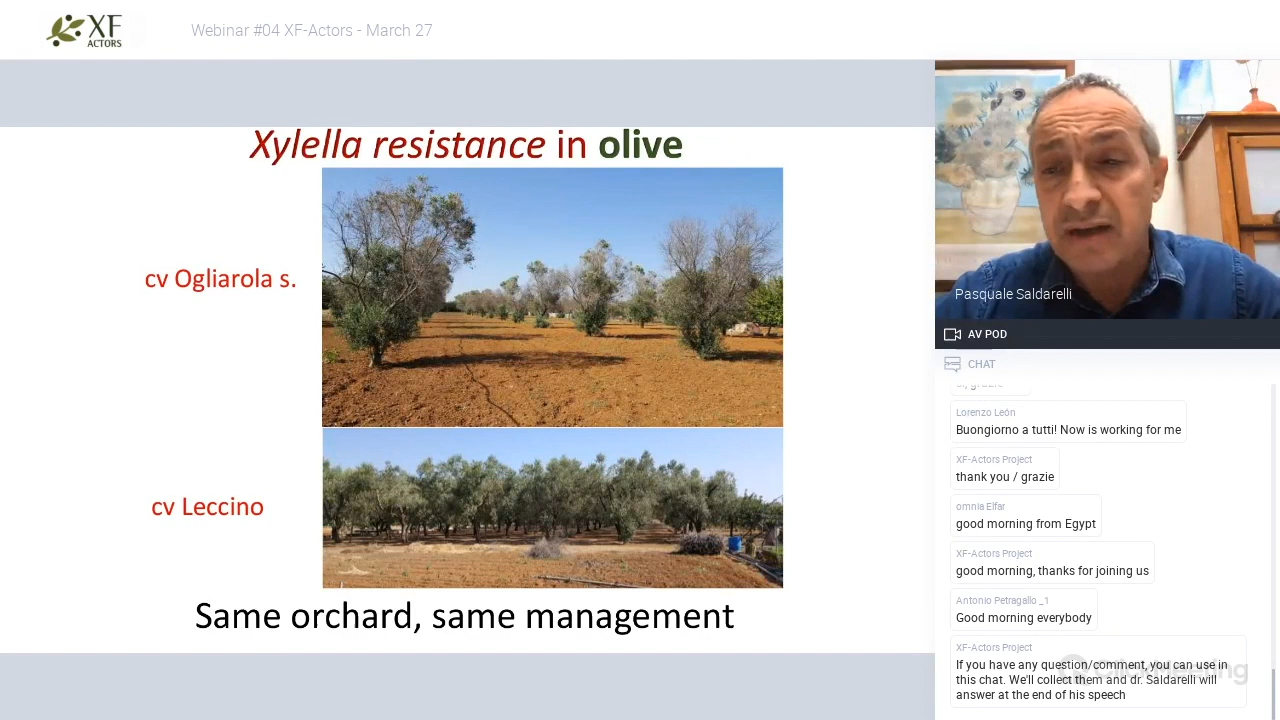 XF
ACTORS
Webinar #04 XF-Actors - March 27
Xylella resistance in olive
cv Ogliarola s.
cv Leccino
Same orchard, same management
Pasquale Saldarelli
AV POD
CHAT
Lorenzo León
Buongiorno a tutti! Now is working for me
XF-Actors Project
thank you / grazie
omnia Elfar
good morning from Egypt
XF-Actors Project
good morning, thanks for joining us
Antonio Petragallo _1
Good morning everybody
XF-Actors Project
If you have any question/comment, you can use in
this chat. We'll collect them and dr. Saldarelli will
answer at the end of his speech
ClickMeeting